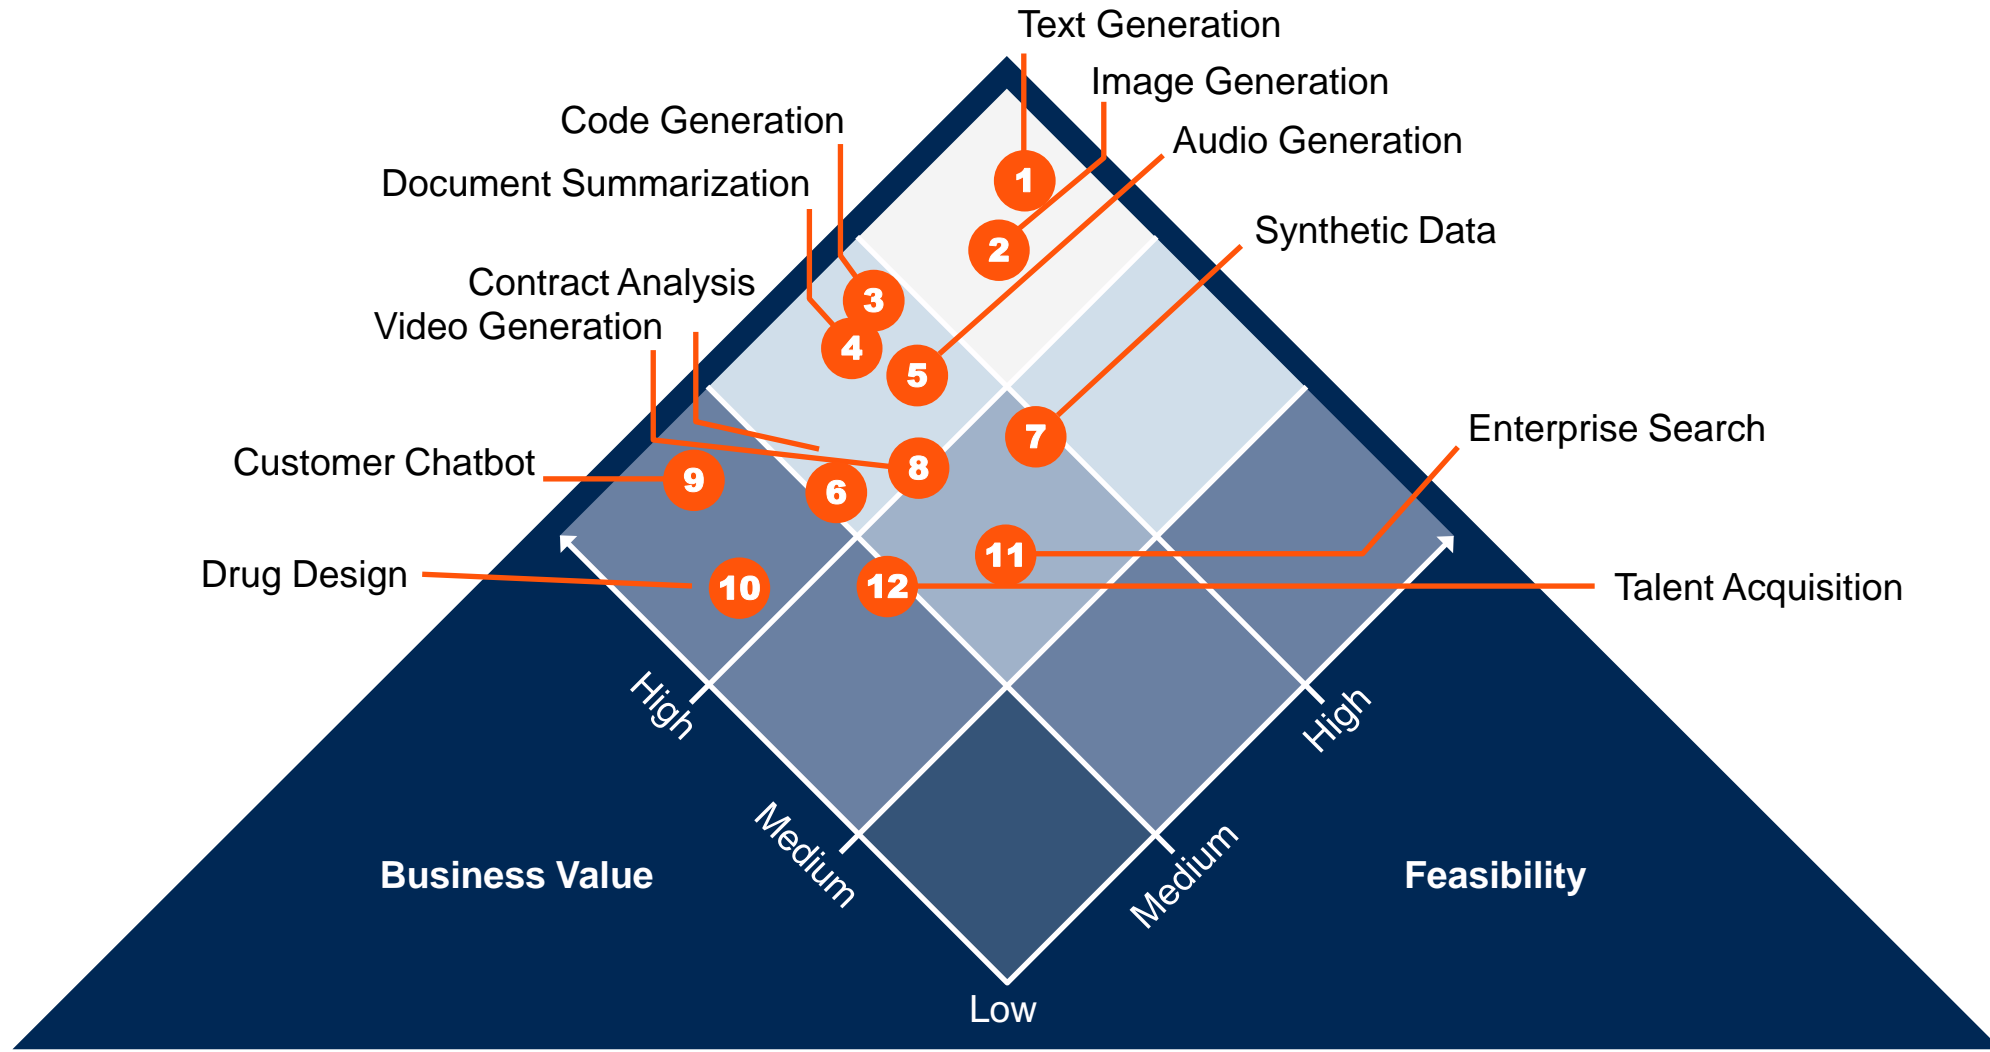 Text Generation
Image Generation
Code Generation
Audio Generation
Document Summarization
1
Synthetic Data
2
Contract Analysis
3
Video Generation
4
5
7
Enterprise Search
Customer Chatbot
8
9
6
11
Drug Design
10
12
Talent Acquisition
High
High
Medium
Medium
Business Value
Feasibility
Low